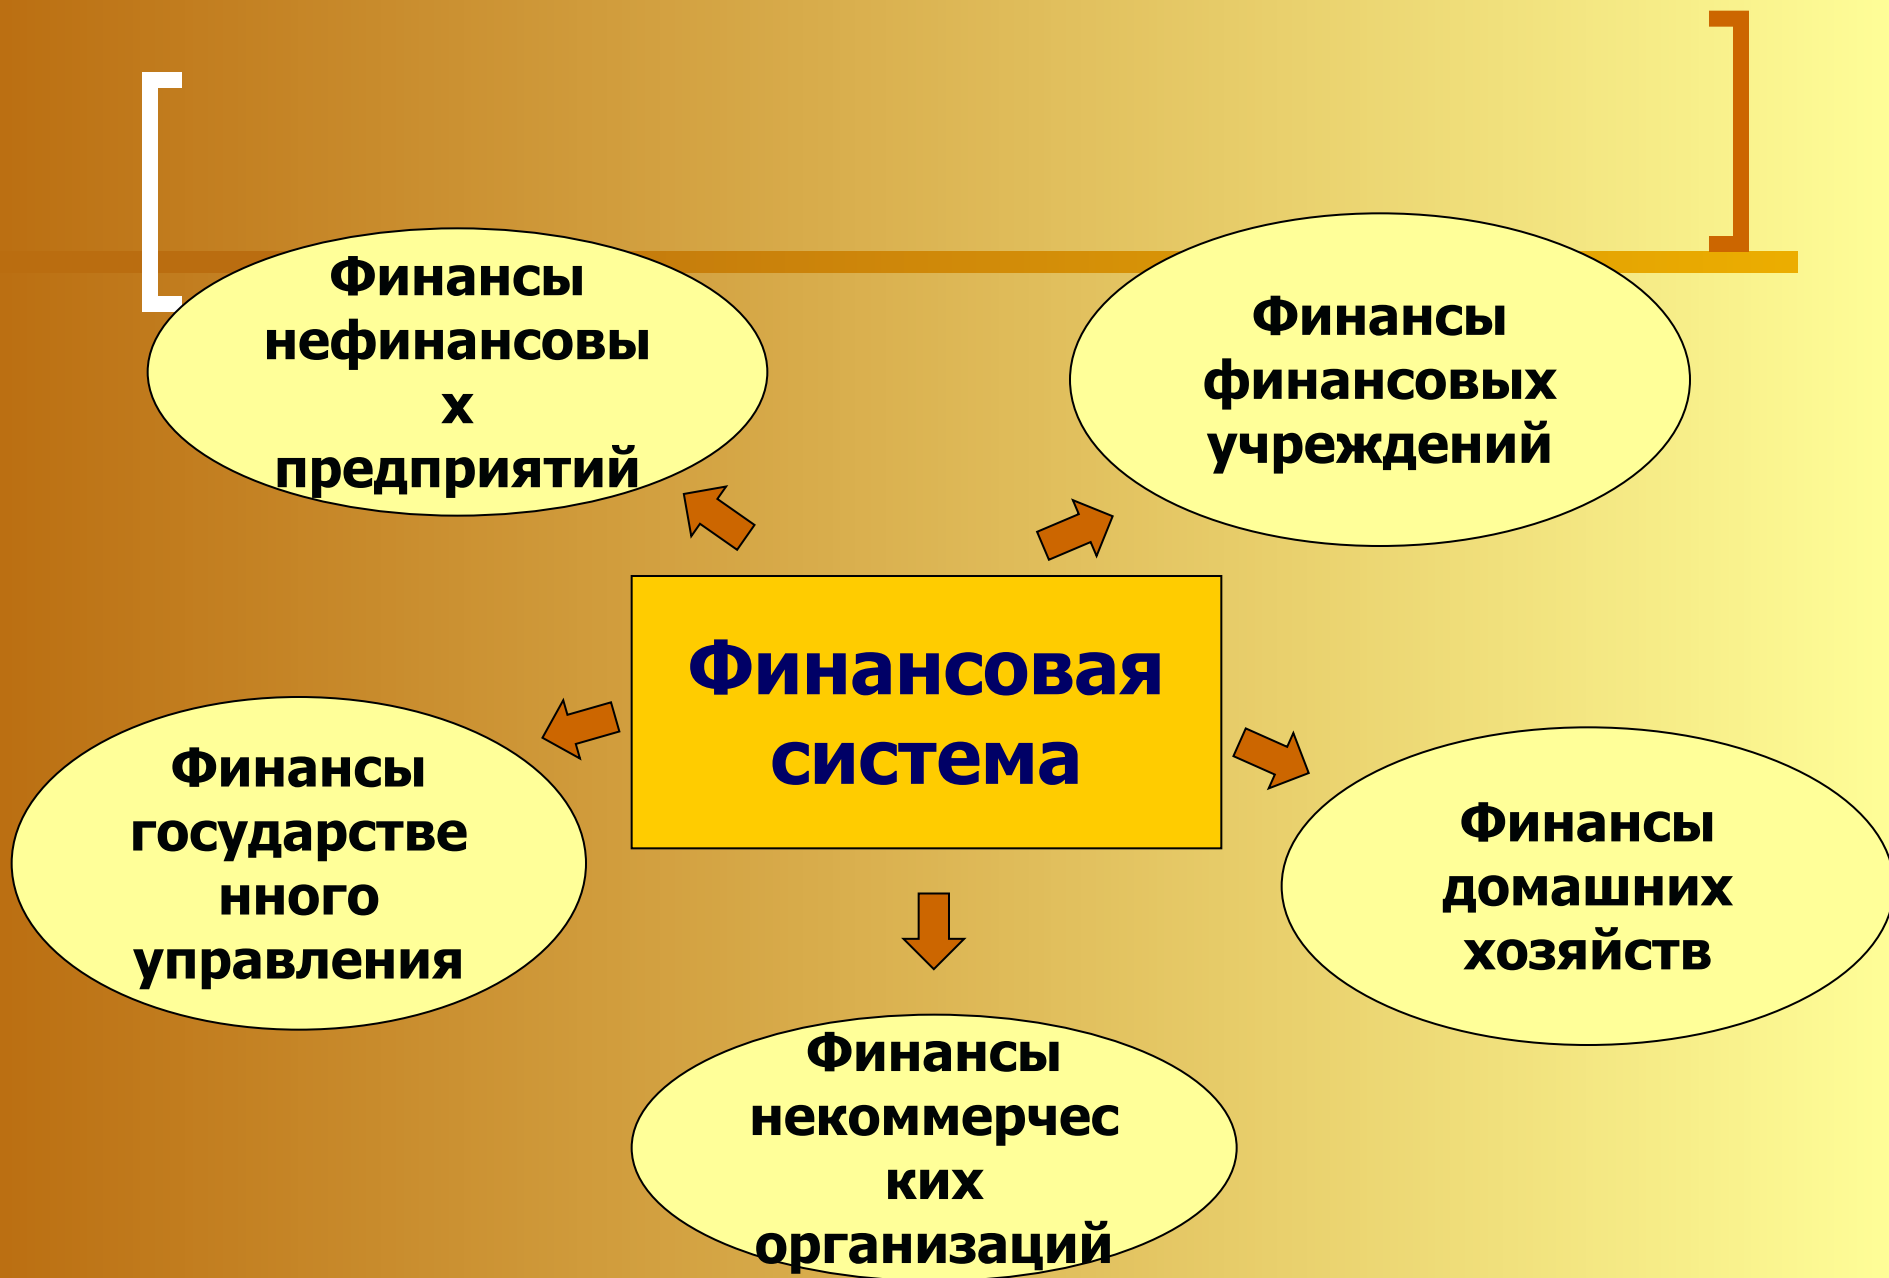 Финансы
нефинансовы
х
предприятий
Финансы
финансовых
учреждений
Финансовая
система
Финансы
государстве
нного
управления
Финансы
домашних
хозяйств
Финансы
некоммерчес
ких
организаций